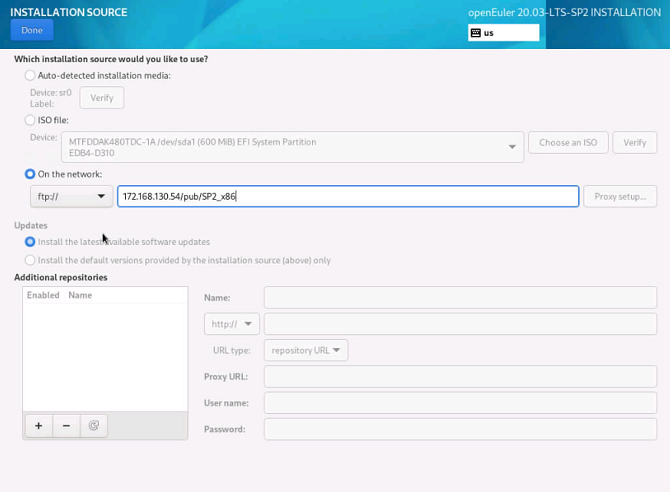 INSTALLATION SOURCE
openEuler 20.03-LTS-SP2 INSTALLATION
Done
us
Which installation source would you like to use?
Auto-detected installation media:
Device: sr0
Label:
Verify
ISO file:
Device:
MTFDDAK480TDC-1A /dev/sda1 (600 MiB) EFI System Partition
EDB4-D310
Choose an ISO
Verify
On the network:
ftp://
172.168.130.54/pub/SP2_x86
Proxy setup...
Updates
Install the latest available software updates
Install the default versions provided by the installation source (above) only
Additional repositories
Enabled Name
Name:
http://
URL type:
repository URL
Proxy URL:
User name:
Password: